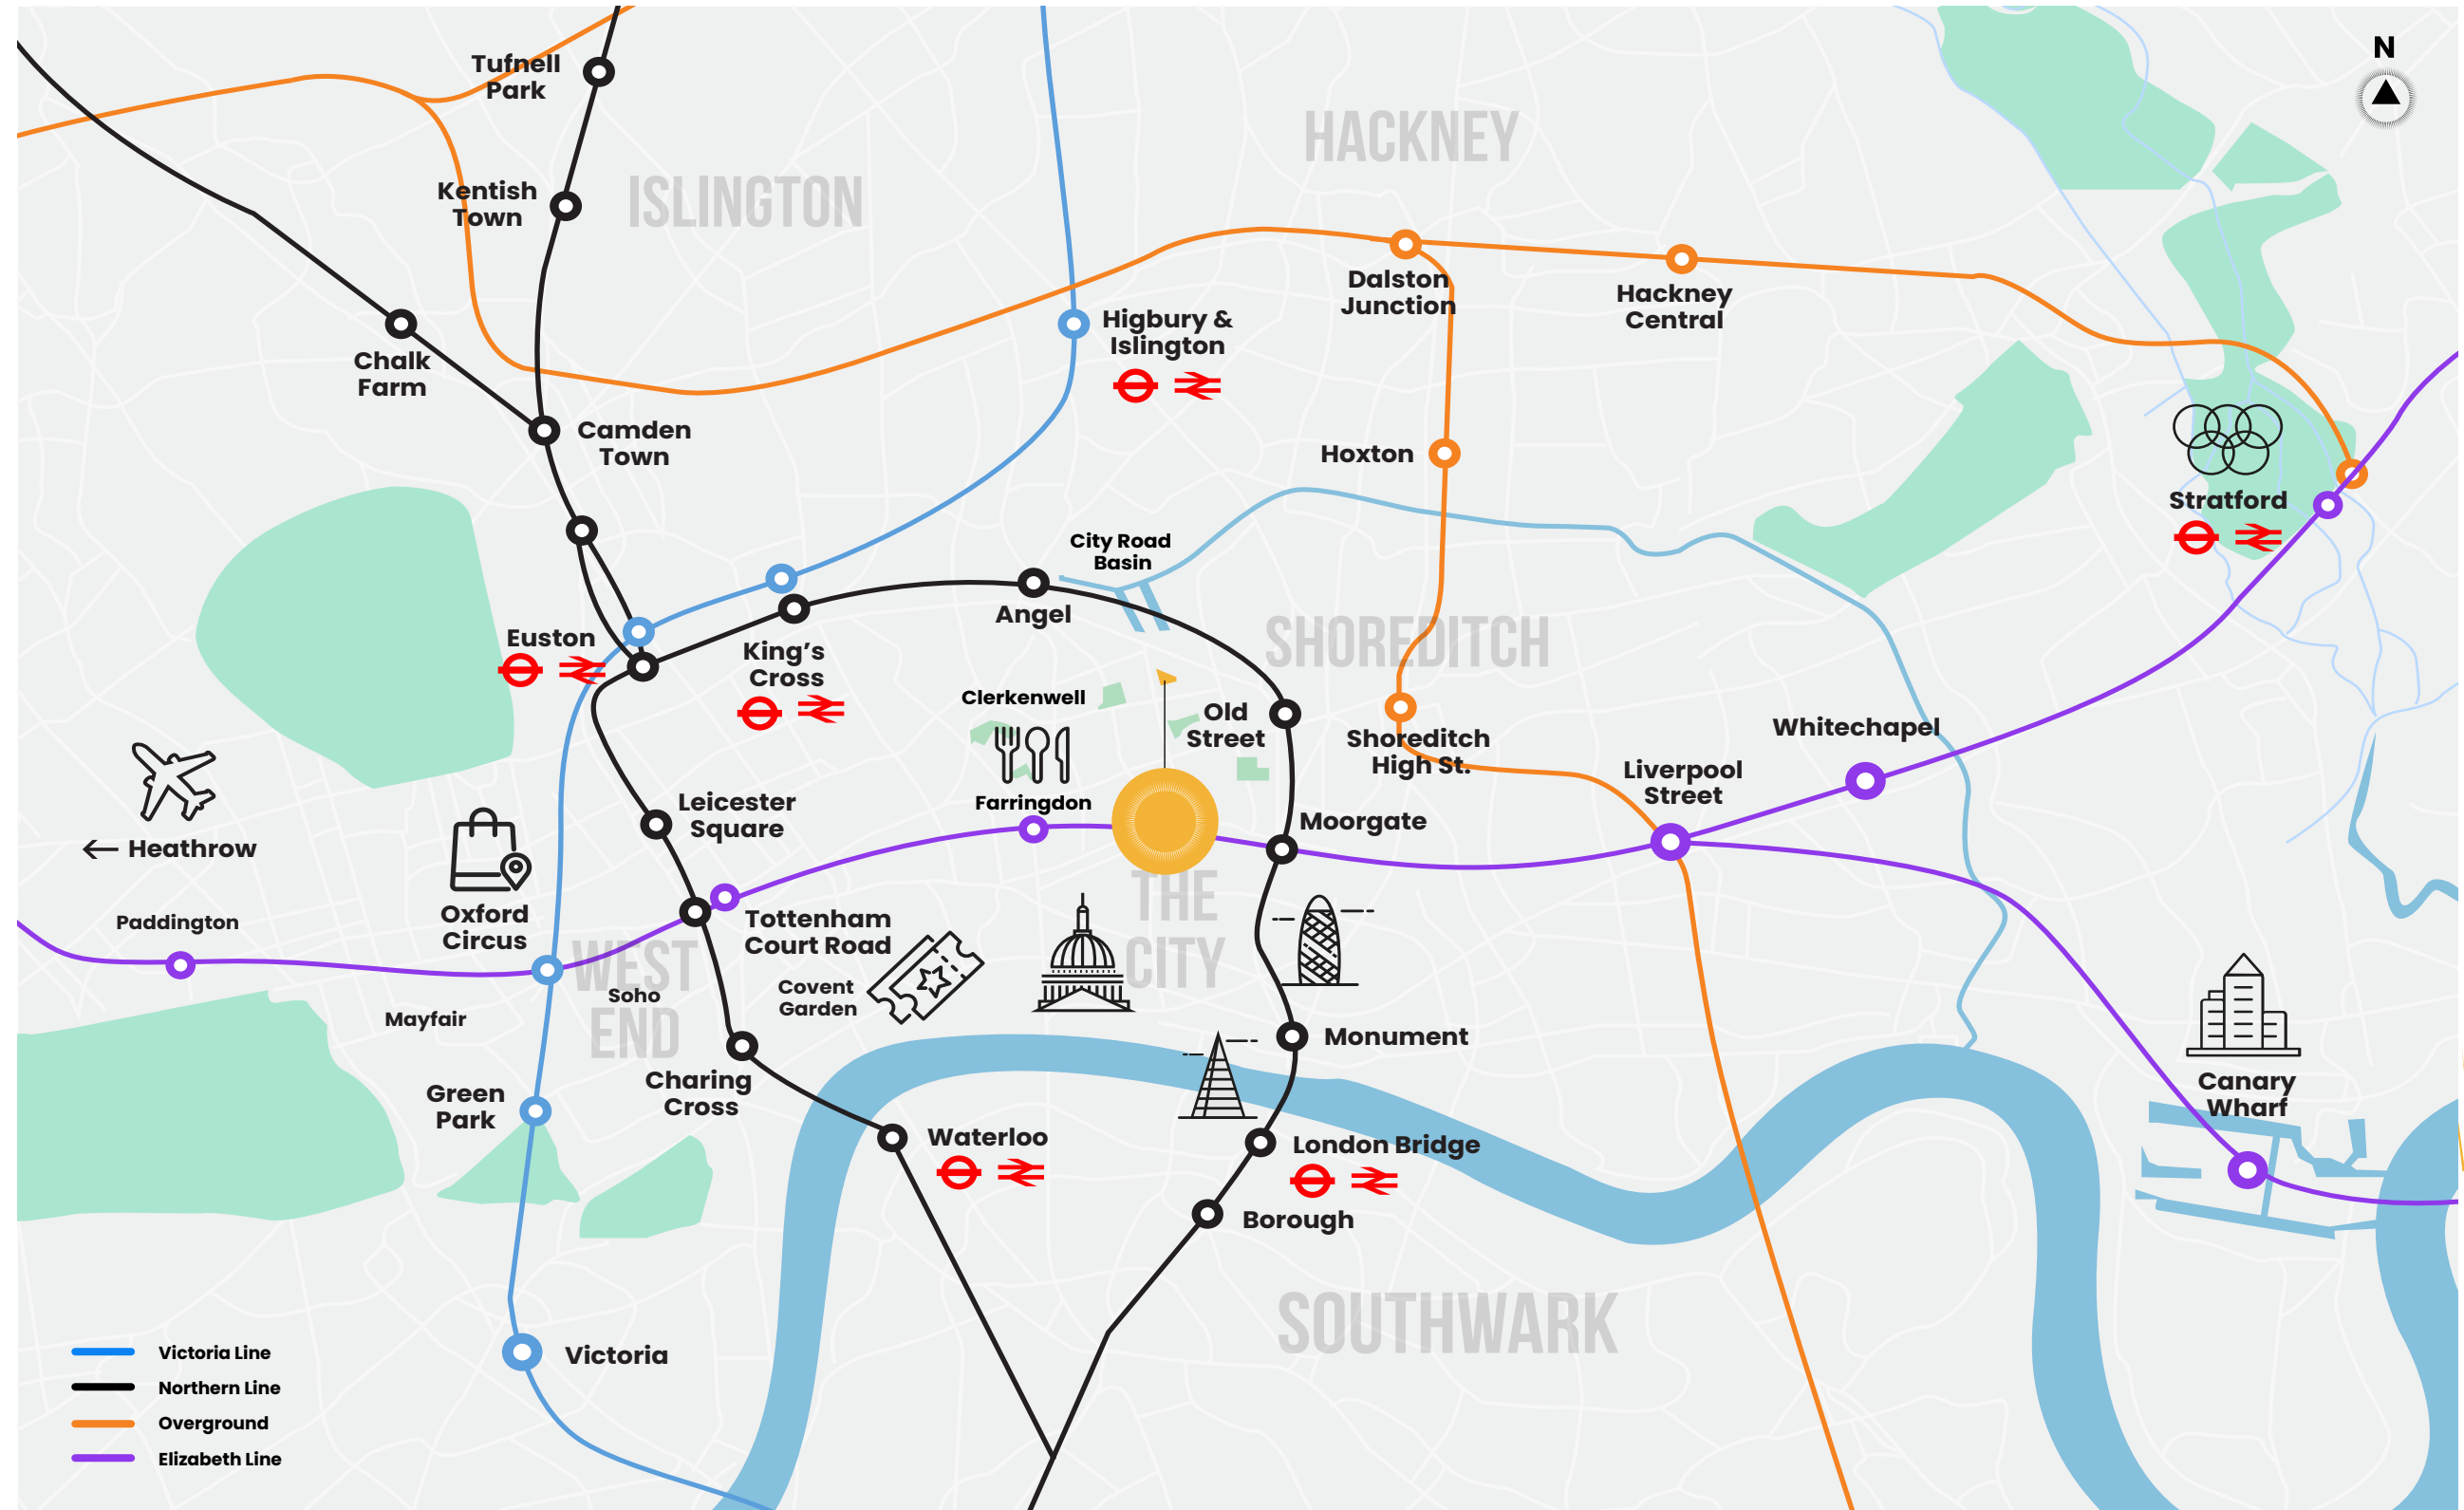 N
Tufnell
Park
HACKNEY
Kentish
Town
ISLINGTON
Dalston
Junction
Hackney
Central
Higbury &
Islington
Chalk
Farm
Camden
Town
Hoxton
Stratford
City Road
Basin
Angel
Euston
King's
Cross
SHOREDITCH
Clerkenwell
Old
Street
Shoreditch
High St.
Whitechapel
Liverpool
Street
Leicester
Square
Farringdon
Moorgate
← Heathrow
Paddington
Oxford
Circus
Tottenham
Court Road
THE
CITY
WEST
END
Soho
Covent
Garden
Mayfair
Monument
Green
Park
Charing
Cross
Canary
Wharf
Waterloo
London Bridge
Borough
SOUTHWARK
Victoria
Victoria Line
Northern Line
Overground
Elizabeth Line